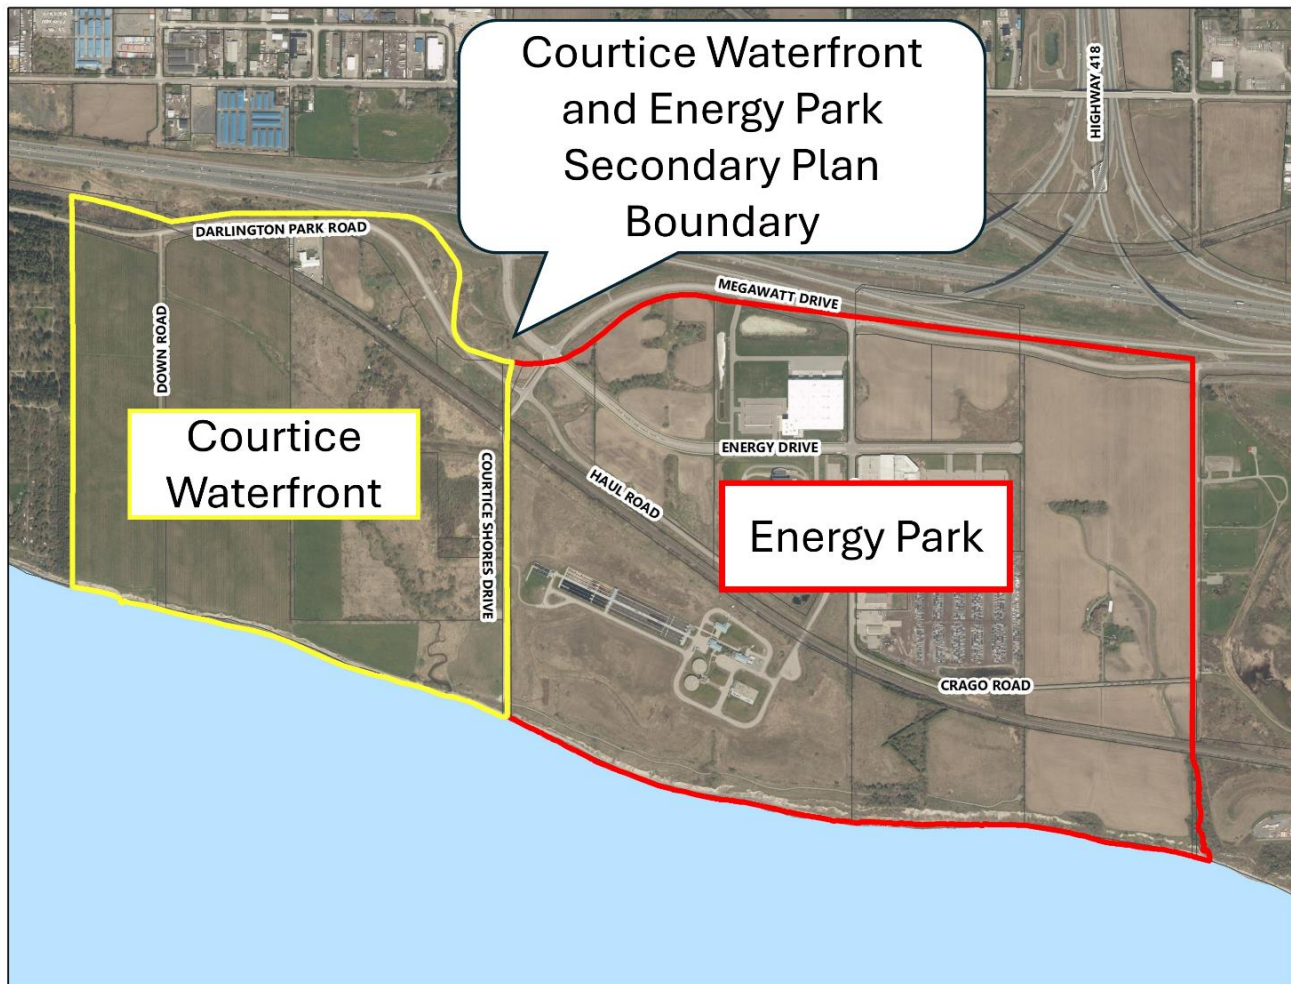 Courtice Waterfront
and Energy Park
Secondary Plan
Boundary
HIGHWAY 418
DARLINGTON PARK ROAD
MEGAWATT DRIVE
DOWN ROAD
Courtice
Waterfront
COURTICE SHORES DRIVE
ENERGY DRIVE
HAUL ROAD
Energy Park
CRAGO ROAD